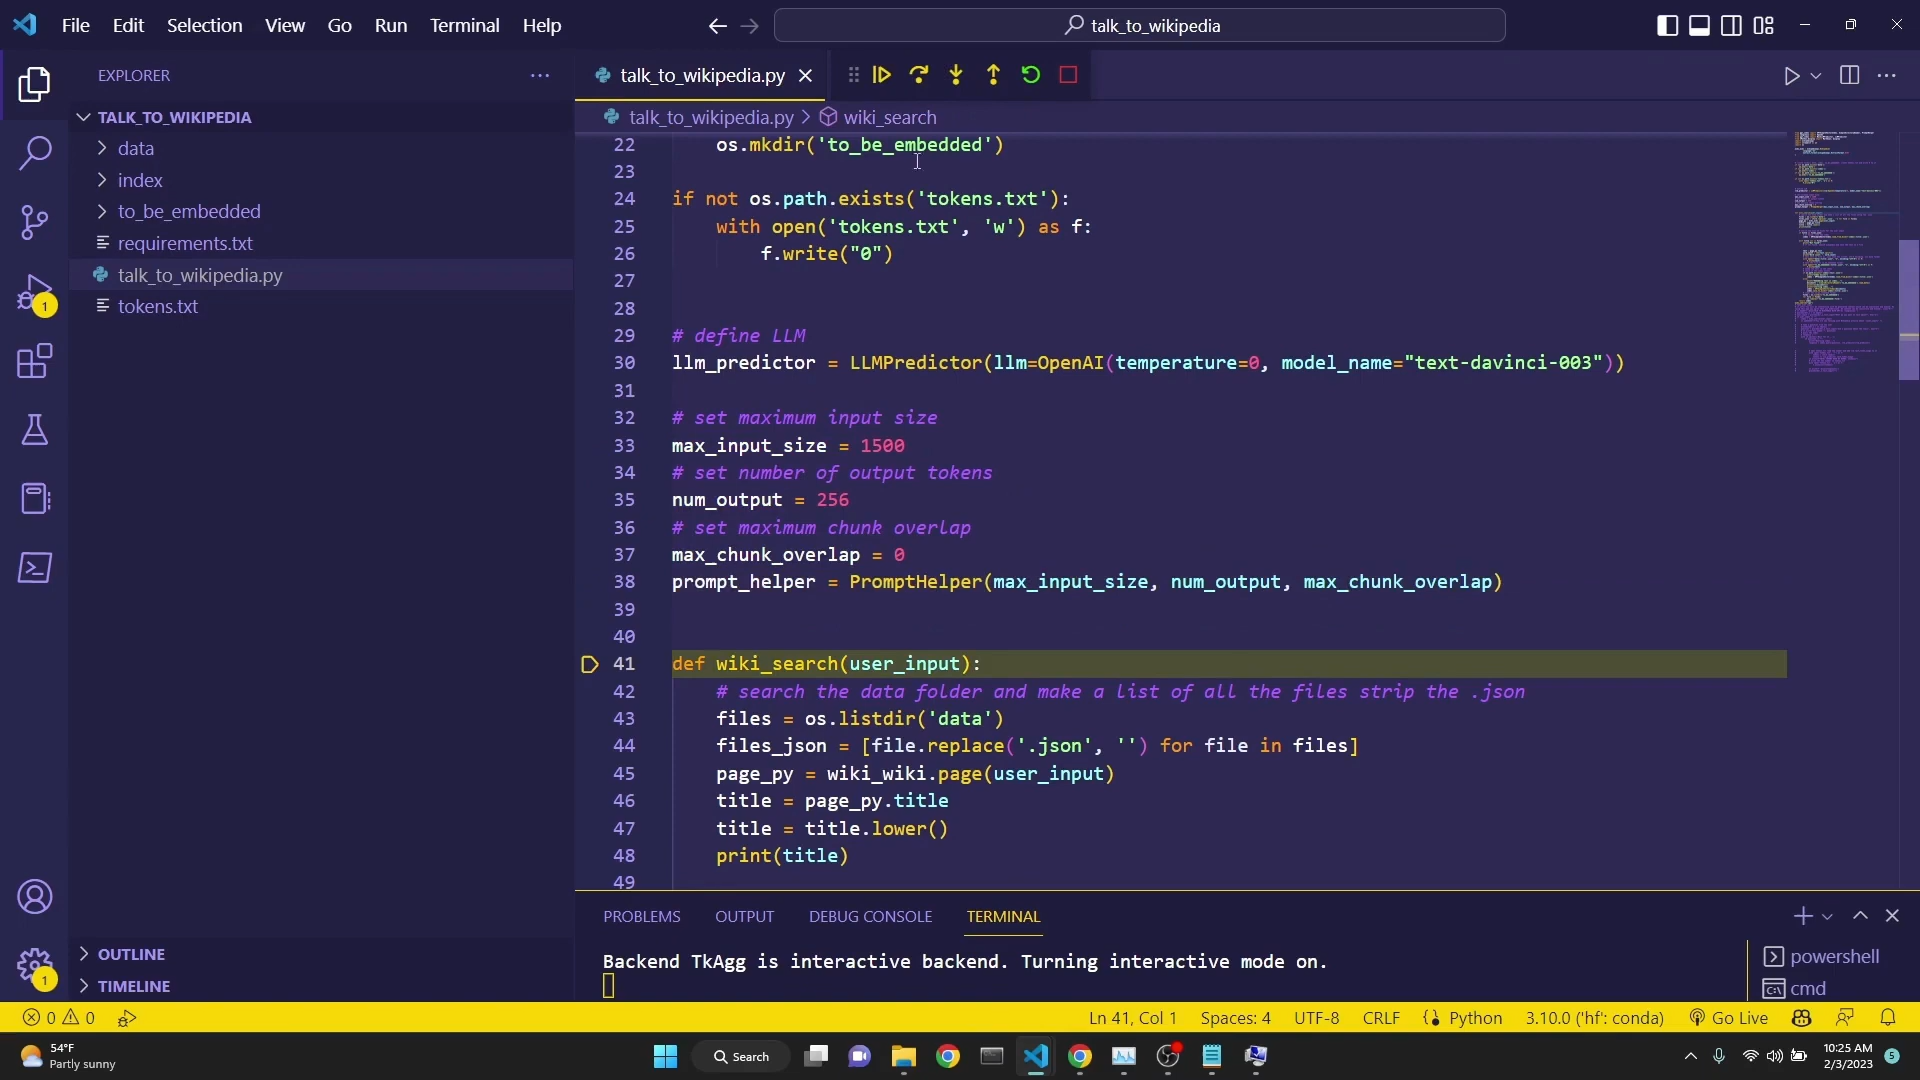 File Edit Selection View Go Run Terminal Help
talk_to_wikipedia
EXPLORER
TALK_TO_WIKIPEDIA
data
index
to_be_embedded
requirements.txt
talk_to_wikipedia.py
tokens.txt
OUTLINE
TIMELINE
1
1
talk_to_wikipedia.py
talk_to_wikipedia.py > wiki_search
22 os.mkdir('to_be_embedded')
23
24 if not os.path.exists('tokens.txt'):
25 with open('tokens.txt', 'w') as f:
26 f.write("0")
27
28
29 # define LLM
30 llm_predictor = LLMPredictor(llm=OpenAI(temperature=0, model_name="text-davinci-003"))
31
32 # set maximum input size
33 max_input_size = 1500
34 # set number of output tokens
35 num_output = 256
36 # set maximum chunk overlap
37 max_chunk_overlap = 0
38 prompt_helper = PromptHelper(max_input_size, num_output, max_chunk_overlap)
39
40
41 def wiki_search(user_input):
42 # search the data folder and make a list of all the files strip the .json
43 files = os.listdir('data')
44 files_json = [file.replace('.json', '') for file in files]
45 page_py = wiki_wiki.page(user_input)
46 title = page_py.title
47 title = title.lower()
48 print(title)
49
PROBLEMS OUTPUT DEBUG CONSOLE TERMINAL
Backend TkAgg is interactive backend. Turning interactive mode on.
powershell
cmd
0 0 Ln 41, Col 1 Spaces: 4 UTF-8 CRLF Python 3.10.0 ('hf': conda) Go Live
54°F
Partly sunny
Search
10:25 AM
2/3/2023
5